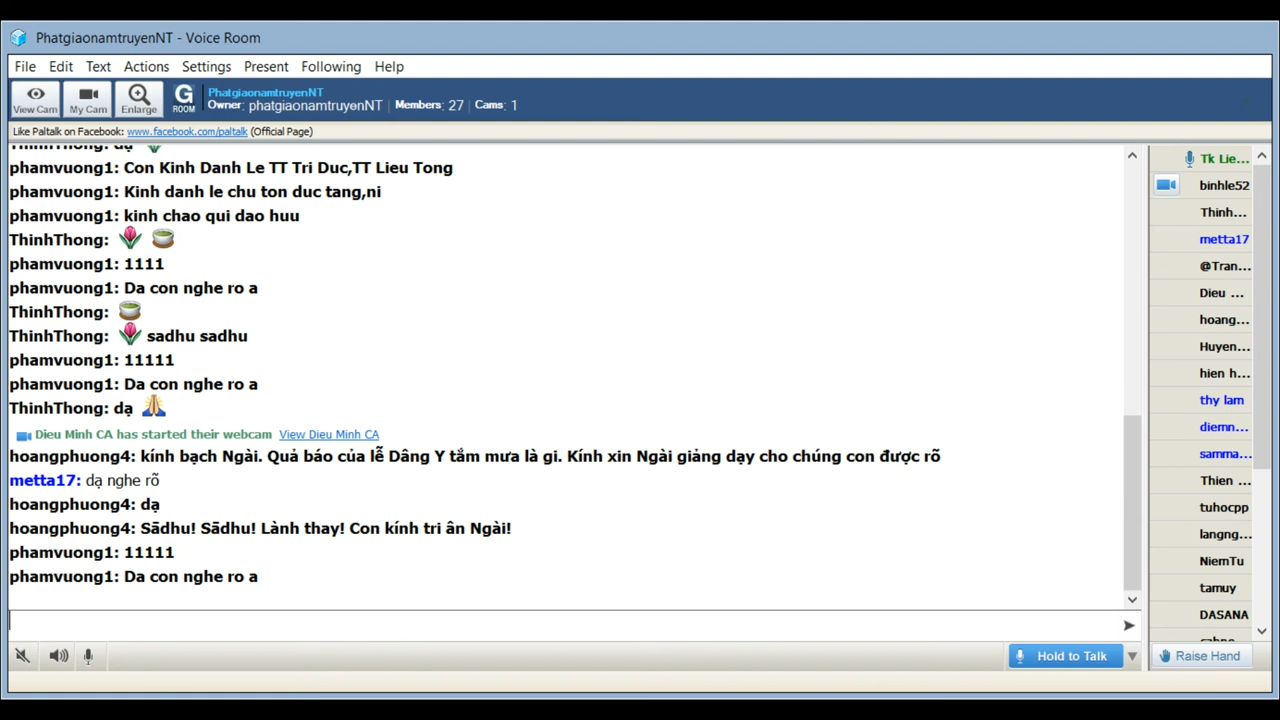 PhatgiaonamtruyenNT - Voice Room
File Edit Text Actions Settings Present Following Help
View Cam My Cam Enlarge G ROOM PhatgiaonamtruyenNT
Owner: phatgiaonamtruyenNT Members: 27 Cams: 1
Like Paltalk on Facebook: www.facebook.com/paltalk (Official Page)
ThinhThong: dạ
phamvuong1: Con Kinh Danh Le TT Tri Duc,TT Lieu Tong
phamvuong1: Kinh danh le chu ton duc tang,ni
phamvuong1: kinh chao qui dao huu
ThinhThong:
phamvuong1: 1111
phamvuong1: Da con nghe ro a
ThinhThong:
ThinhThong: sadhu sadhu
phamvuong1: 11111
phamvuong1: Da con nghe ro a
ThinhThong: dạ
Dieu Minh CA has started their webcam View Dieu Minh CA
hoangphuong4: kính bạch Ngài. Quả báo của lễ Dâng Y tắm mưa là gi. Kính xin Ngài giảng dạy cho chúng con được rõ
metta17: dạ nghe rõ
hoangphuong4: dạ
hoangphuong4: Sādhu! Sādhu! Lành thay! Con kính tri ân Ngài!
phamvuong1: 11111
phamvuong1: Da con nghe ro a
Tk Lie...
binhle52
Thinh...
metta17
@Tran...
Dieu ...
hoang...
Huyen...
hien h...
thy lam
diemn...
samma...
Thien ...
tuhocpp
langng...
NiemTu
tamuy
DASANA
Hold to Talk
Raise Hand